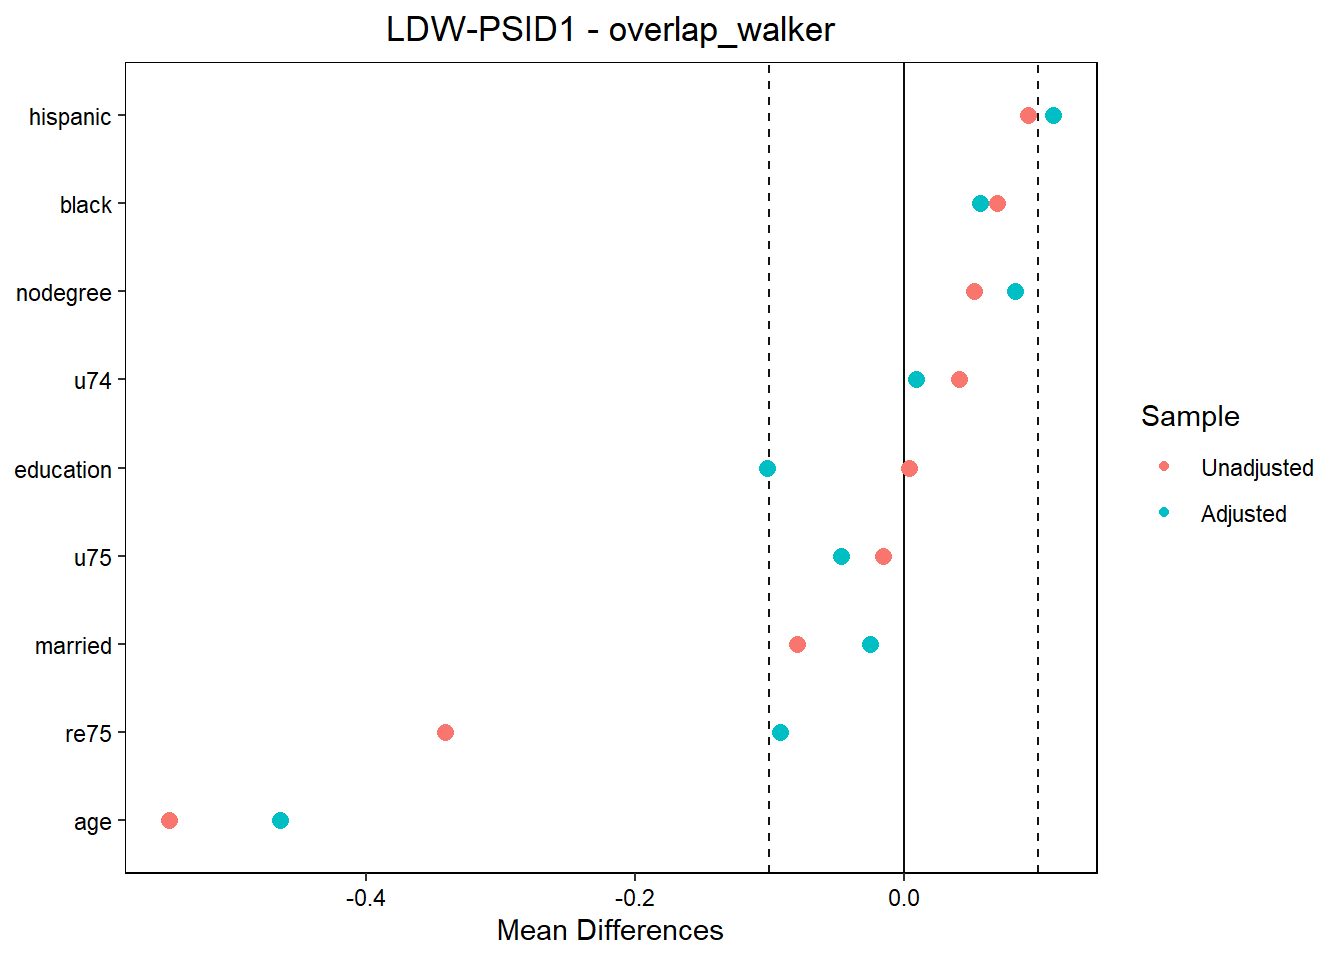 LDW-PSID1 - overlap_walker
hispanic
black
nodegree
u74
education
u75
married
re75
age
-0.4
-0.2
0.0
Mean Differences
Sample
Unadjusted
Adjusted